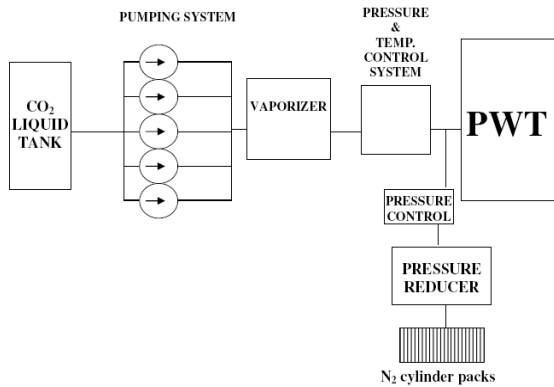 PUMPING SYSTEM
PRESSURE
&
TEMP.
CONTROL
SYSTEM
CO₂
LIQUID
TANK
VAPORIZER
PWT
PRESSURE
CONTROL
PRESSURE
REDUCER
N₂ cylinder packs